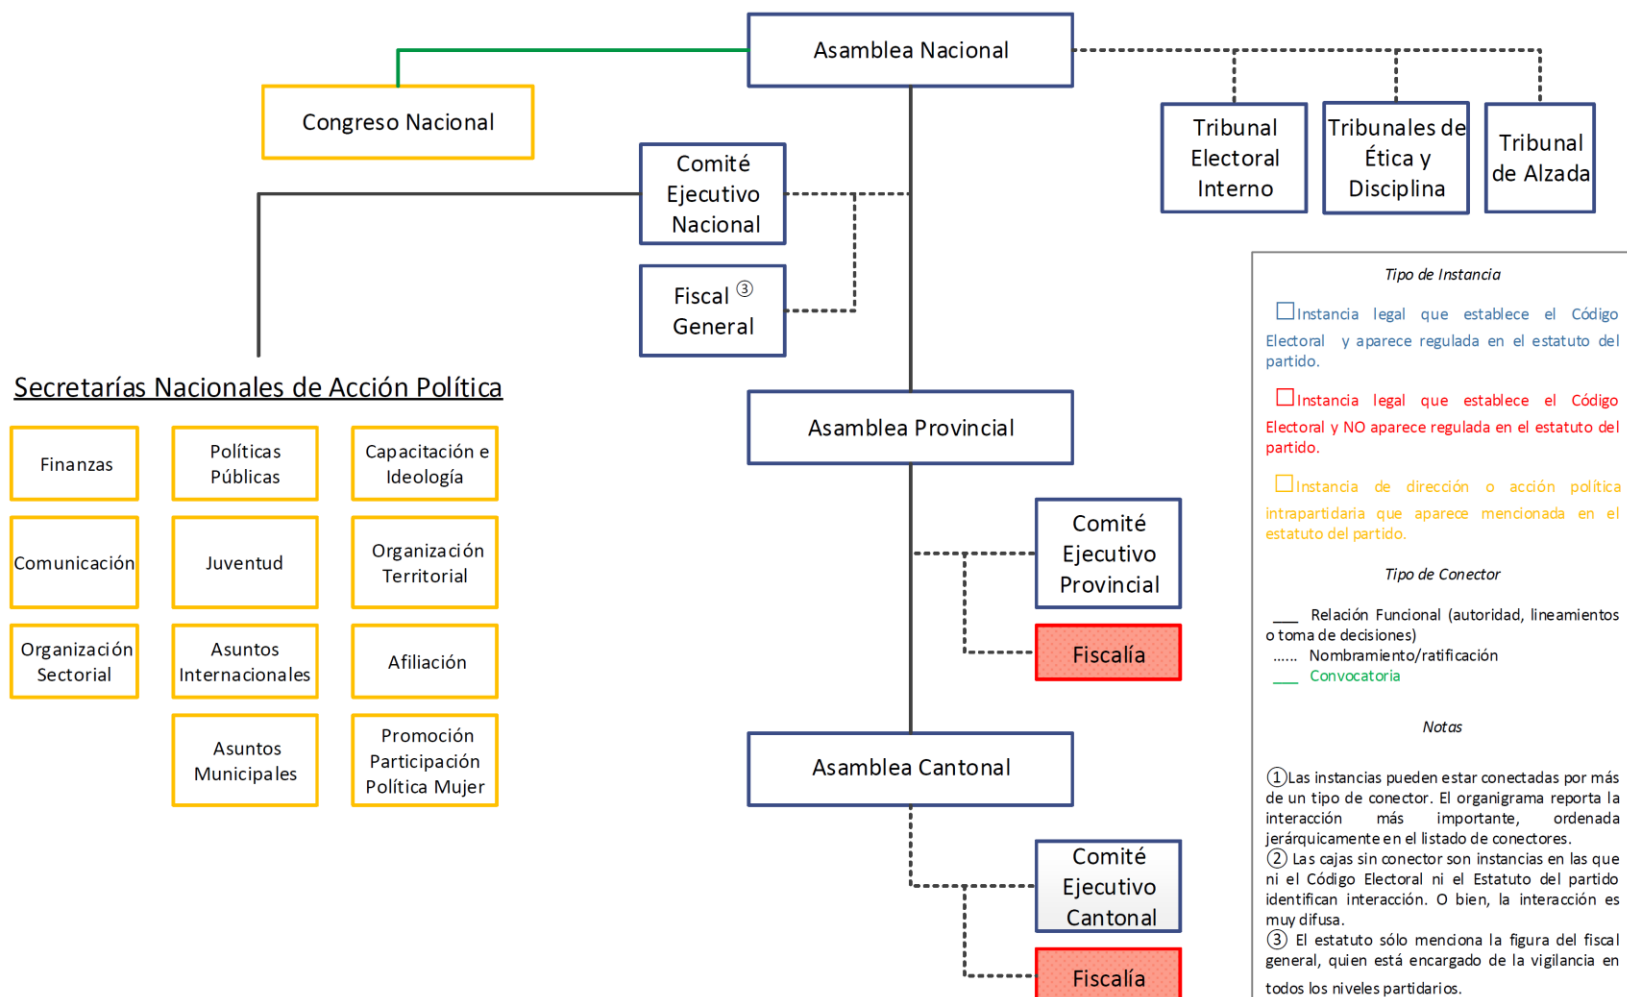 Asamblea Nacional
Congreso Nacional
Tribunal
Electoral
Interno
Tribunales de
Ética y
Disciplina
Tribunal
de Alzada
Comité
Ejecutivo
Nacional
Fiscal ③
General
Secretarías Nacionales de Acción Política
Finanzas
Políticas
Públicas
Capacitación e
Ideología
Comunicación
Juventud
Organización
Territorial
Organización
Sectorial
Asuntos
Internacionales
Afiliación
Asuntos
Municipales
Promoción
Participación
Política Mujer
Asamblea Provincial
Comité
Ejecutivo
Provincial
Fiscalía
Asamblea Cantonal
Comité
Ejecutivo
Cantonal
Fiscalía
Tipo de Instancia
Instancia legal que establece el Código
Electoral y aparece regulada en el estatuto del
partido.
Instancia legal que establece el Código
Electoral y NO aparece regulada en el estatuto del
partido.
Instancia de dirección o acción política
intrapartidaria que aparece mencionada en el
estatuto del partido.
Tipo de Conector
___ Relación Funcional (autoridad, lineamientos
o toma de decisiones)
...... Nombramiento/ratificación
___ Convocatoria
Notas
①Las instancias pueden estar conectadas por más
de un tipo de conector. El organigrama reporta la
interacción más importante, ordenada
jerárquicamente en el listado de conectores.
② Las cajas sin conector son instancias en las que
ni el Código Electoral ni el Estatuto del partido
identifican interacción. O bien, la interacción es
muy difusa.
③ El estatuto sólo menciona la figura del fiscal
general, quien está encargado de la vigilancia en
todos los niveles partidarios.